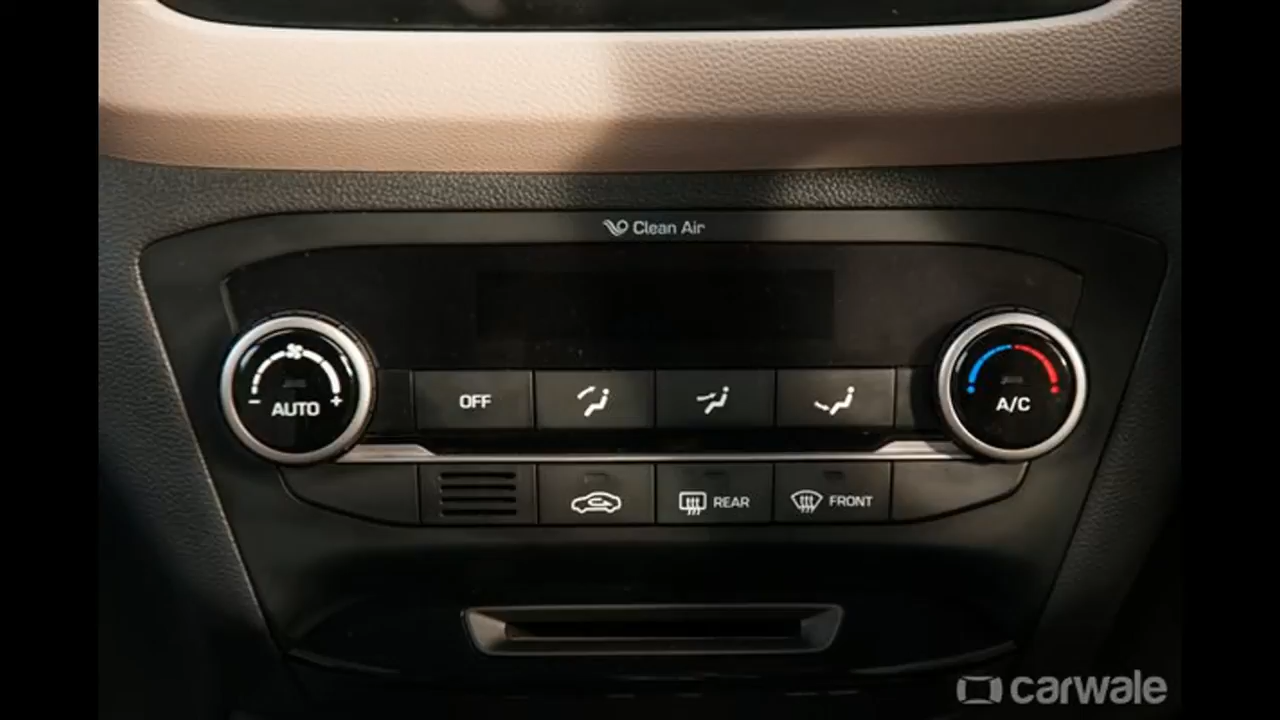 Clean Air
AUTO
- +
OFF
A/C
REAR
FRONT
carwale